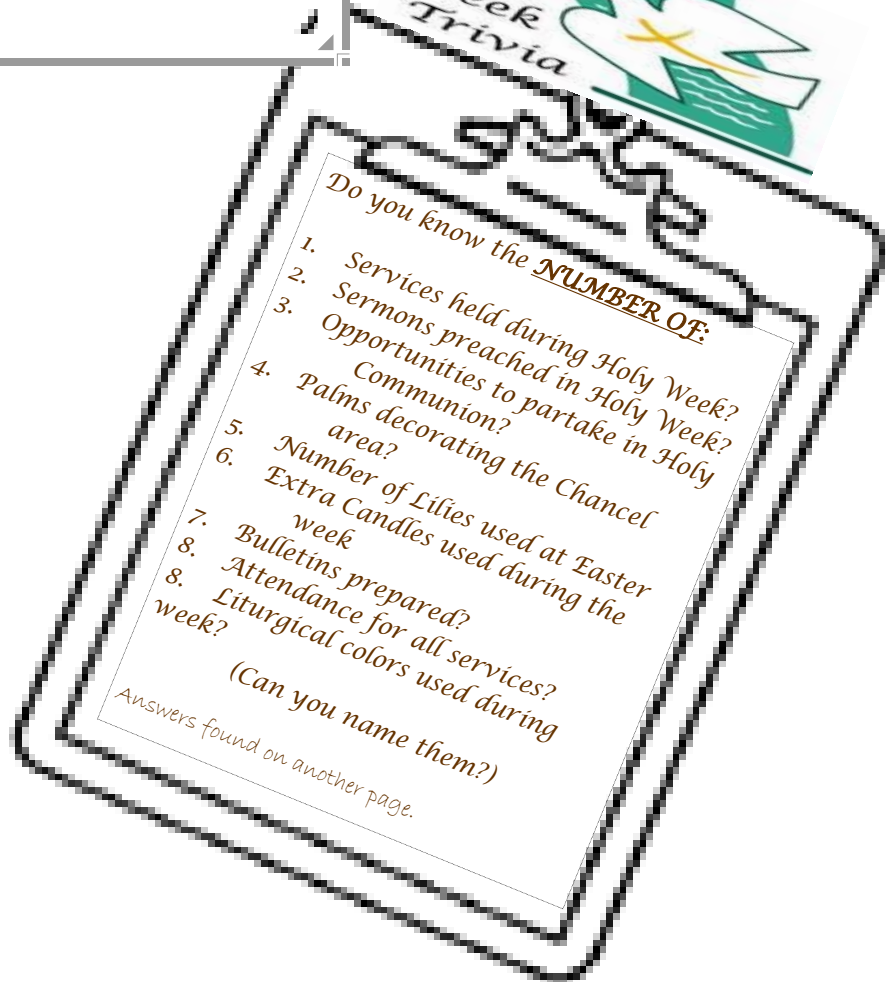 Trivia
Do you know the NUMBER OF:
1. Services held during Holy Week?
2. Sermons preached in Holy Week?
3. Opportunities to partake in Holy
Communion?
4. Palms decorating the Chancel
area?
5. Number of Lilies used at Easter
6. Extra Candles used during the
week
7. Bulletins prepared?
8. Attendance for all services?
8. Liturgical colors used during
week?
(Can you name them?)
Answers found on another page.